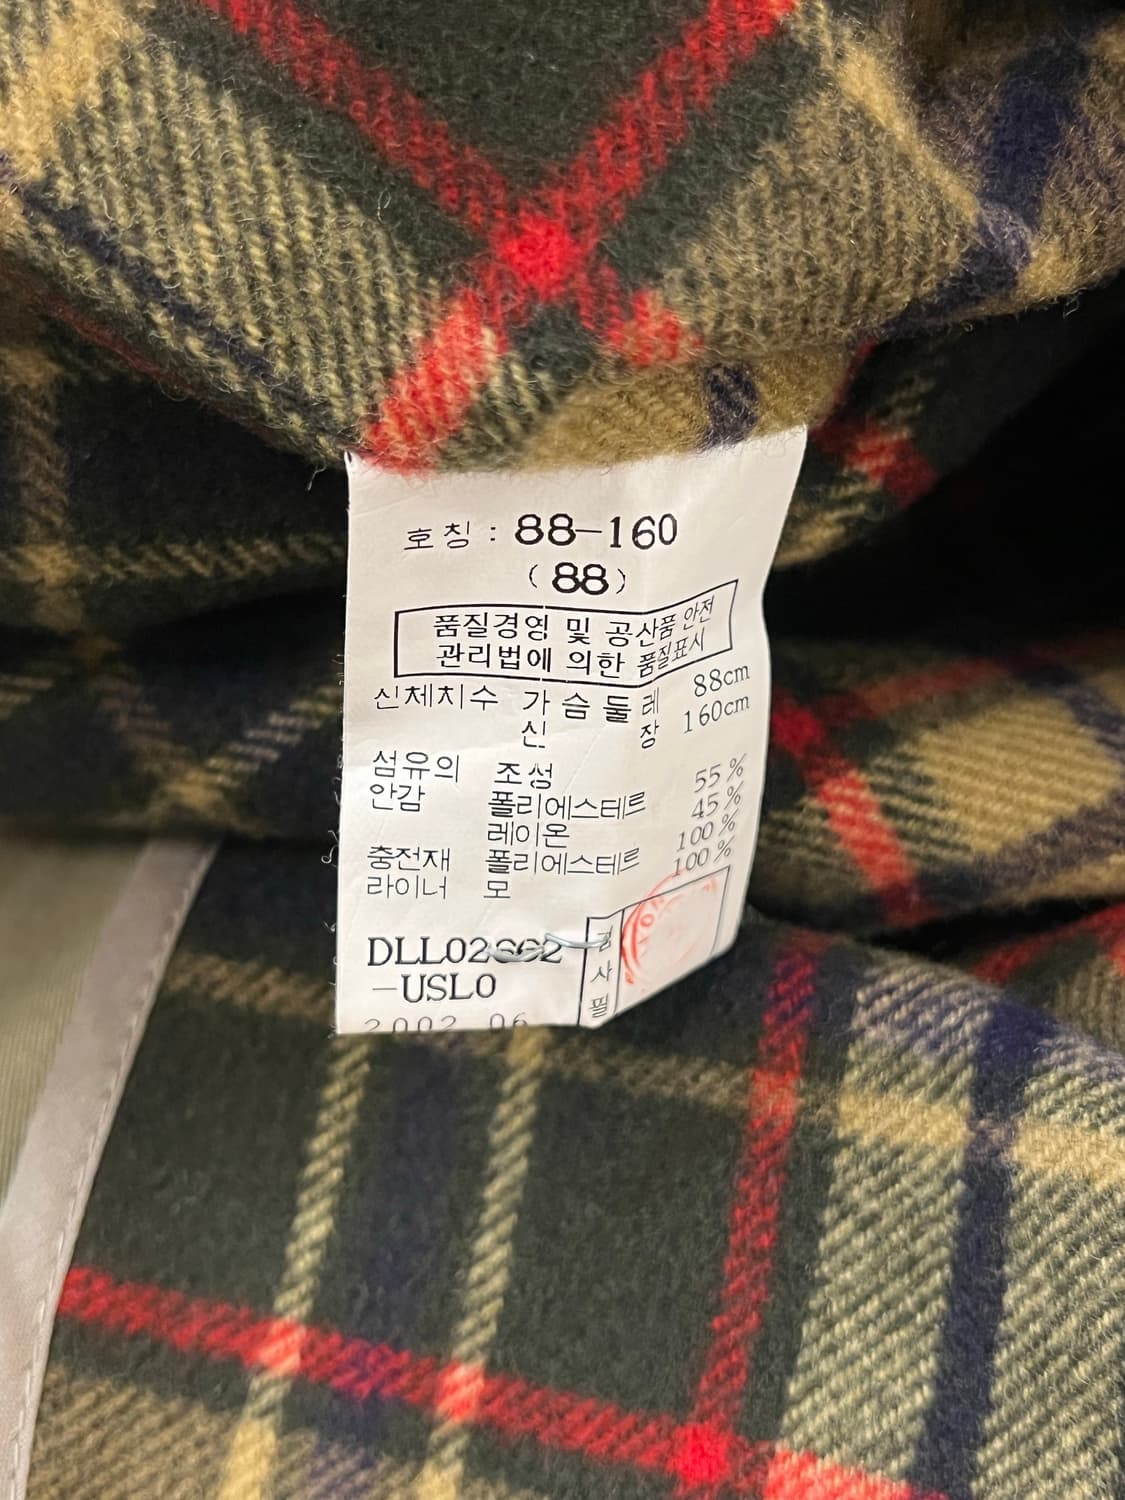 호칭 : 88-160
(88)
품질경영 및 공산품 안전
관리법에 의한 품질표시
신체치수 가슴둘레 88cm
신장 160cm
섬유의 조성
안감 폴리에스테르 55%
레이온 45%
충전재 폴리에스테르 100%
라이너 모 100%
DLL02
-USL0
2002 06
검사필